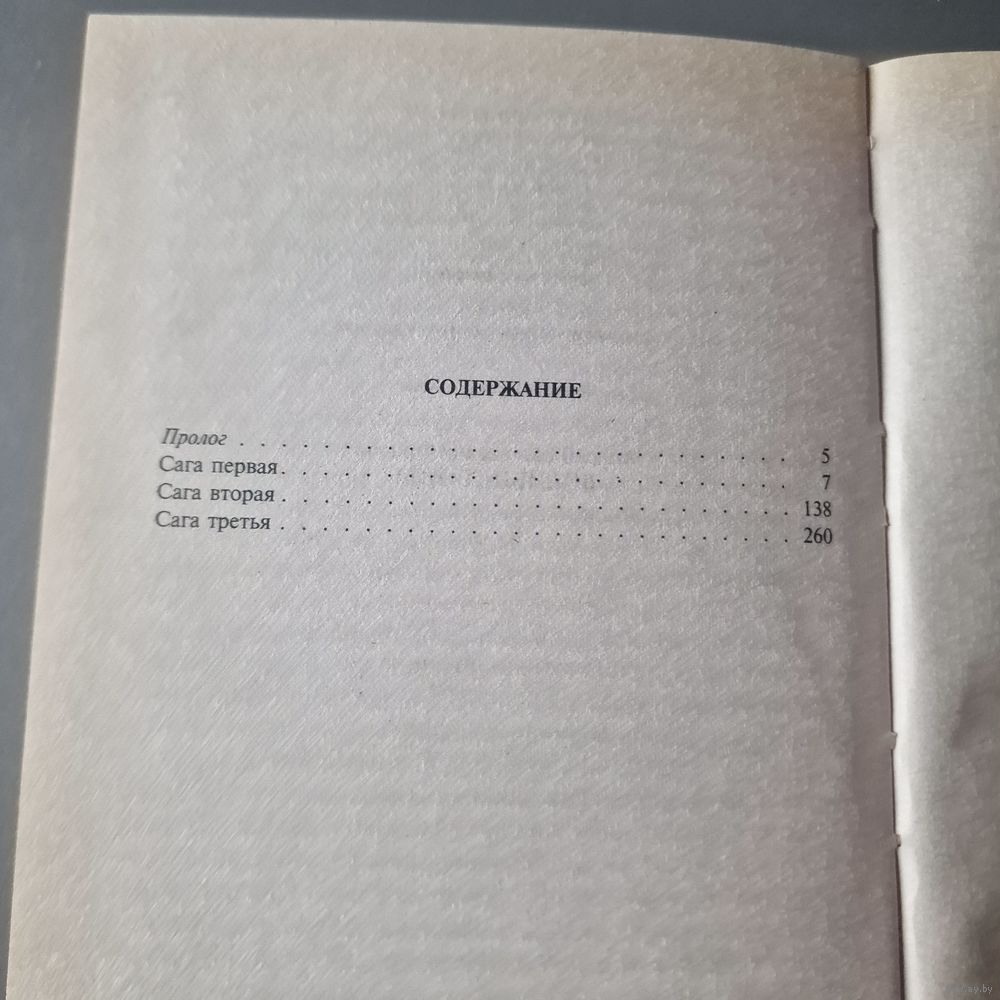 СОДЕРЖАНИЕ
Пролог . . . . . . . . . . . . . . . . . . . . . . 5
Сага первая. . . . . . . . . . . . . . . . . . . . 7
Сага вторая . . . . . . . . . . . . . . . . . . . . 138
Сага третья . . . . . . . . . . . . . . . . . . . . 260